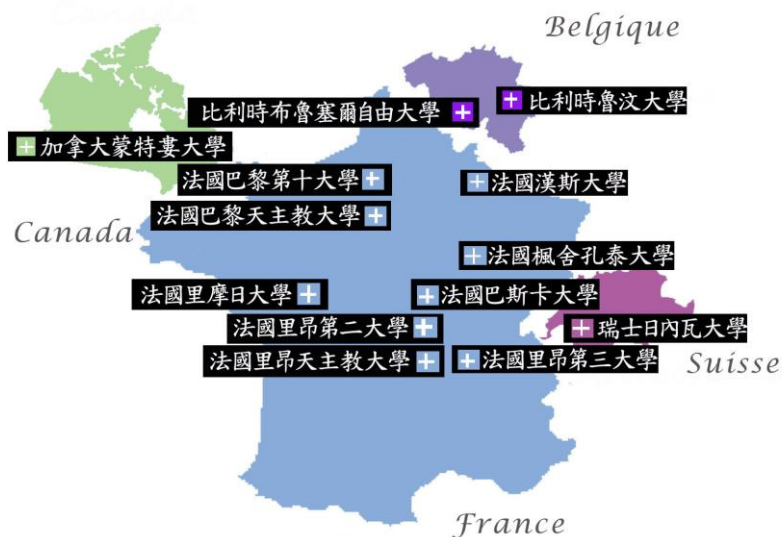 Belgique
比利時布魯塞爾自由大學
比利時魯汶大學
加拿大蒙特婁大學
法國巴黎第十大學
法國漢斯大學
法國巴黎天主教大學
Canada
法國楓舍孔泰大學
法國里摩日大學
法國巴斯卡大學
法國里昂第二大學
瑞士日內瓦大學
法國里昂天主教大學
法國里昂第三大學
Suisse
France